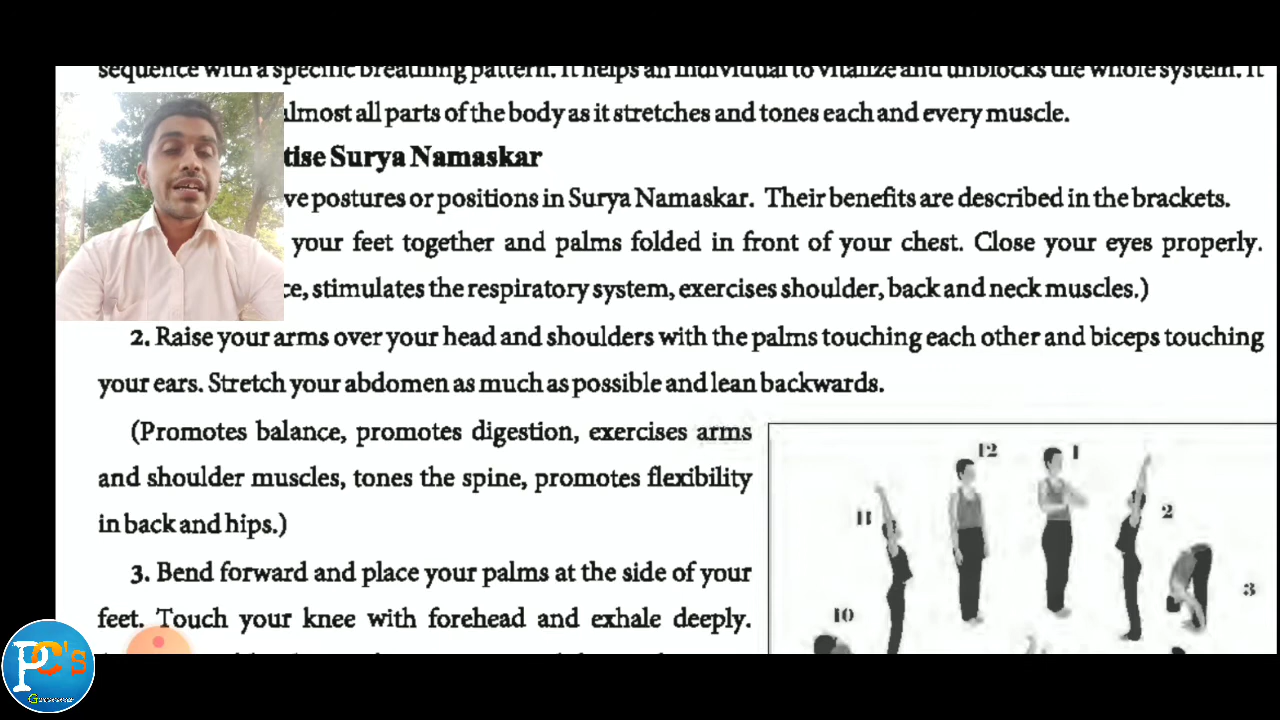 sequence with a specific breathing pattern. It helps an individual to vitalize and unblocks the whole system. It
almost all parts of the body as it stretches and tones each and every muscle.
tise Surya Namaskar
ve postures or positions in Surya Namaskar. Their benefits are described in the brackets.
your feet together and palms folded in front of your chest. Close your eyes properly.
ce, stimulates the respiratory system, exercises shoulder, back and neck muscles.)
2. Raise your arms over your head and shoulders with the palms touching each other and biceps touching
your ears. Stretch your abdomen as much as possible and lean backwards.
(Promotes balance, promotes digestion, exercises arms
and shoulder muscles, tones the spine, promotes flexibility
in back and hips.)
3. Bend forward and place your palms at the side of your
feet. Touch your knee with forehead and exhale deeply.
12
1
11
2
3
10
PC's